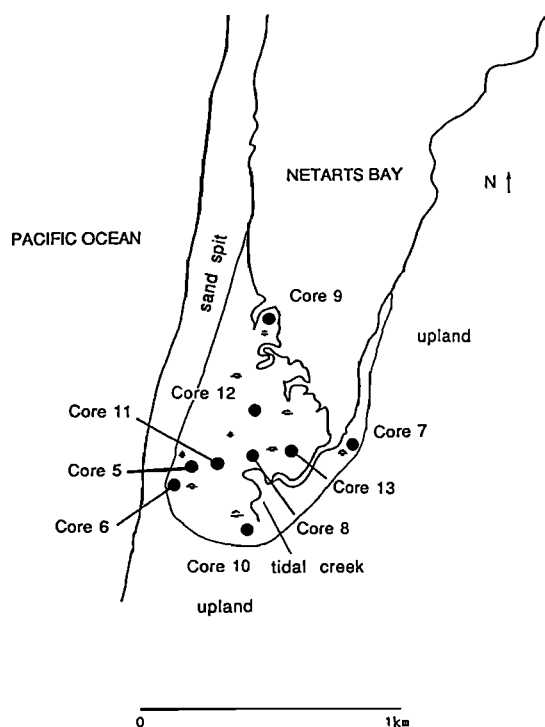 NETARTS BAY
N
PACIFIC OCEAN
sand spit
Core 9
upland
Core 12
Core 11
Core 7
Core 5
Core 13
Core 6
Core 8
Core 10
tidal creek
upland
0
1km